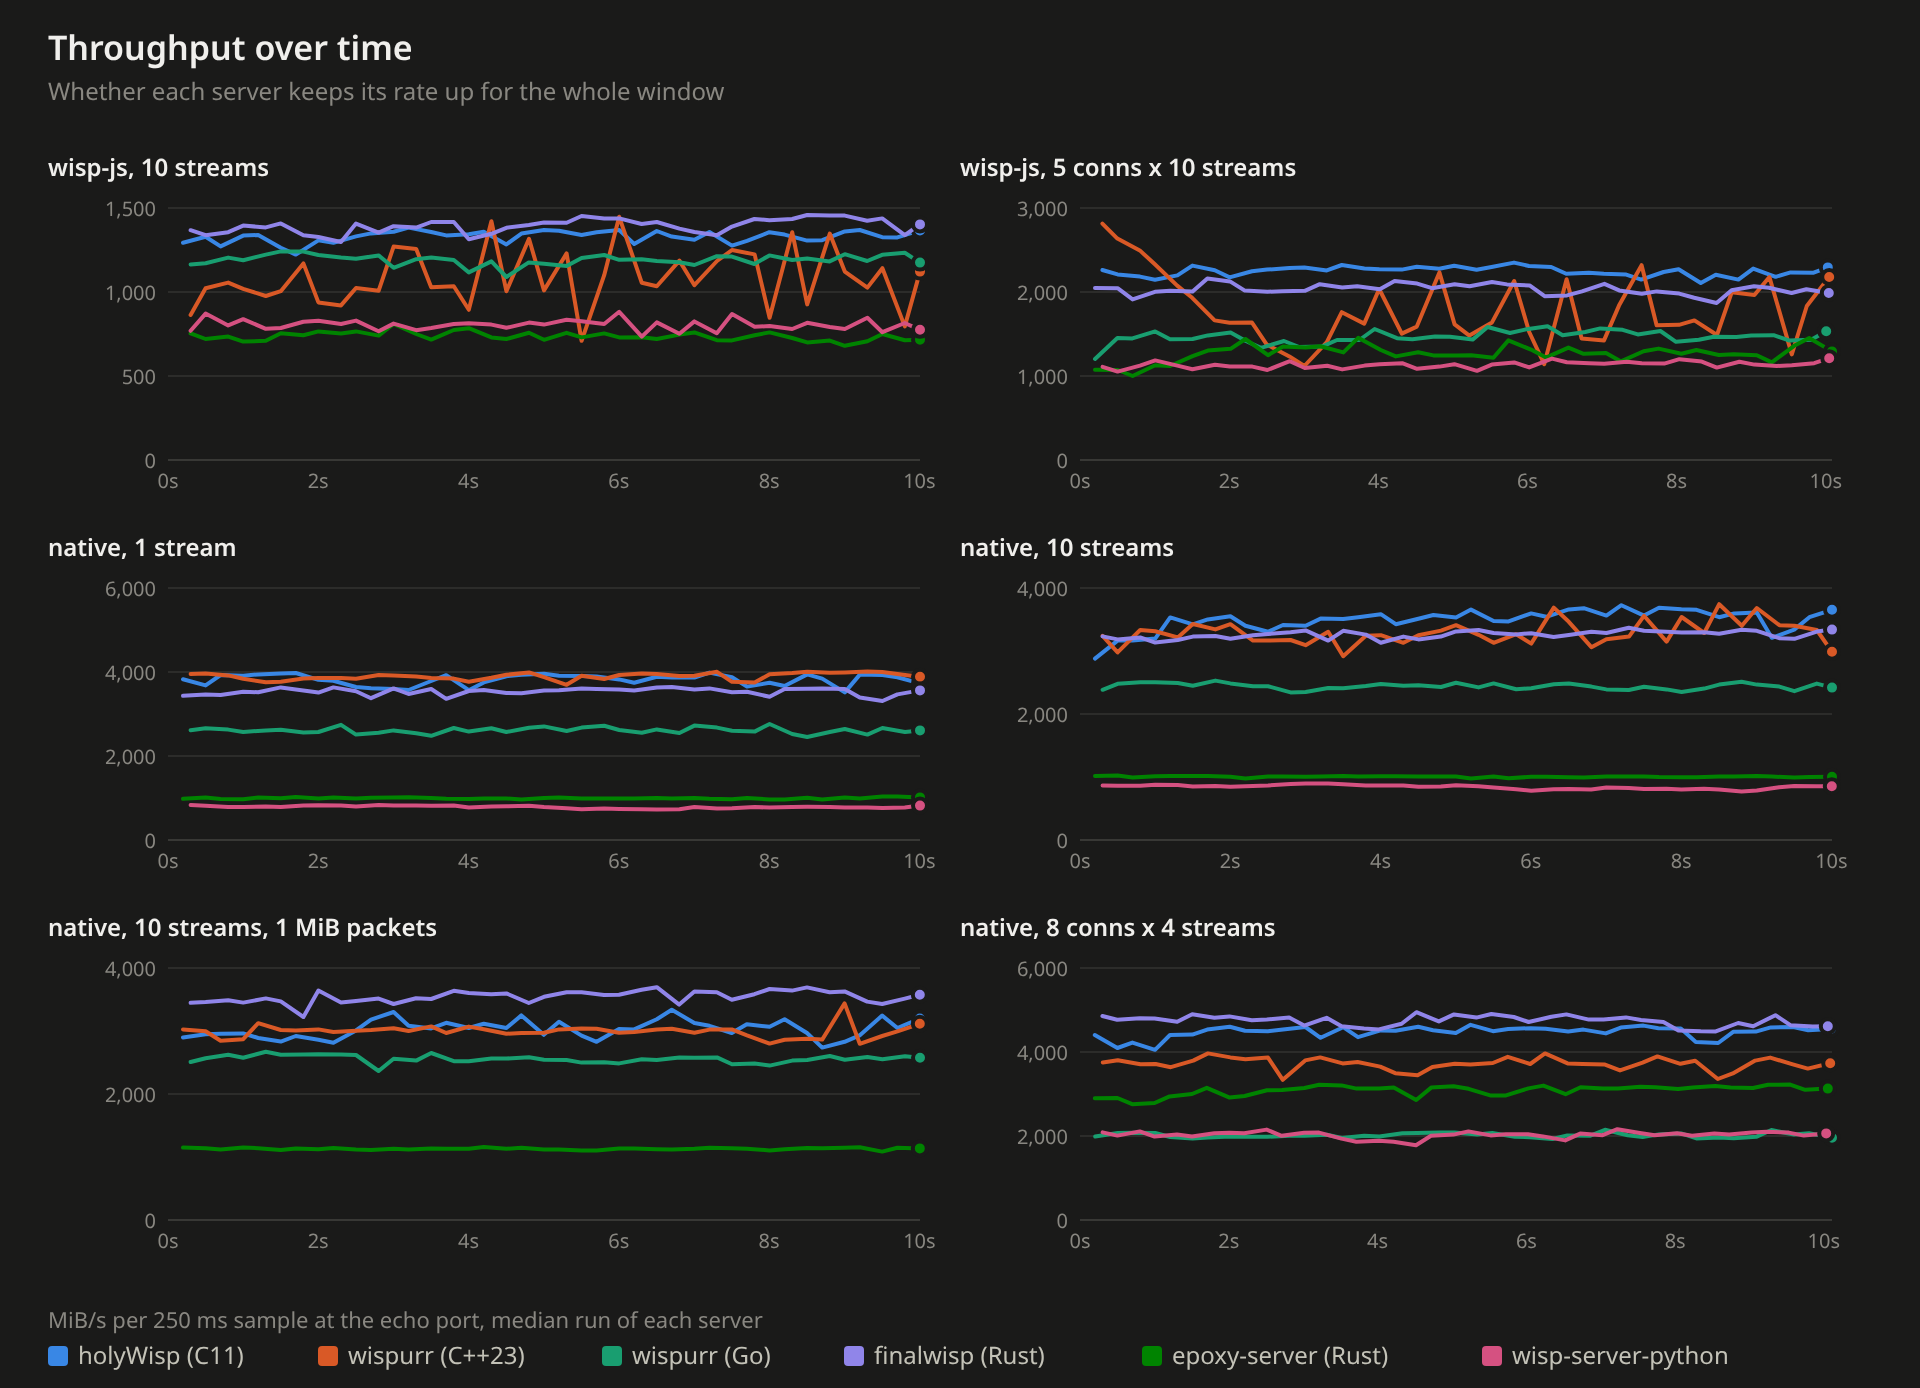 Throughput over time
Whether each server keeps its rate up for the whole window
wisp-js, 10 streams
1,500
1,000
500
0
0s 2s 4s 6s 8s 10s
wisp-js, 5 conns x 10 streams
3,000
2,000
1,000
0
0s 2s 4s 6s 8s 10s
native, 1 stream
6,000
4,000
2,000
0
0s 2s 4s 6s 8s 10s
native, 10 streams
4,000
2,000
0
0s 2s 4s 6s 8s 10s
native, 10 streams, 1 MiB packets
4,000
2,000
0
0s 2s 4s 6s 8s 10s
native, 8 conns x 4 streams
6,000
4,000
2,000
0
0s 2s 4s 6s 8s 10s
MiB/s per 250 ms sample at the echo port, median run of each server
holyWisp (C11) wispurr (C++23) wispurr (Go) finalwisp (Rust) epoxy-server (Rust) wisp-server-python